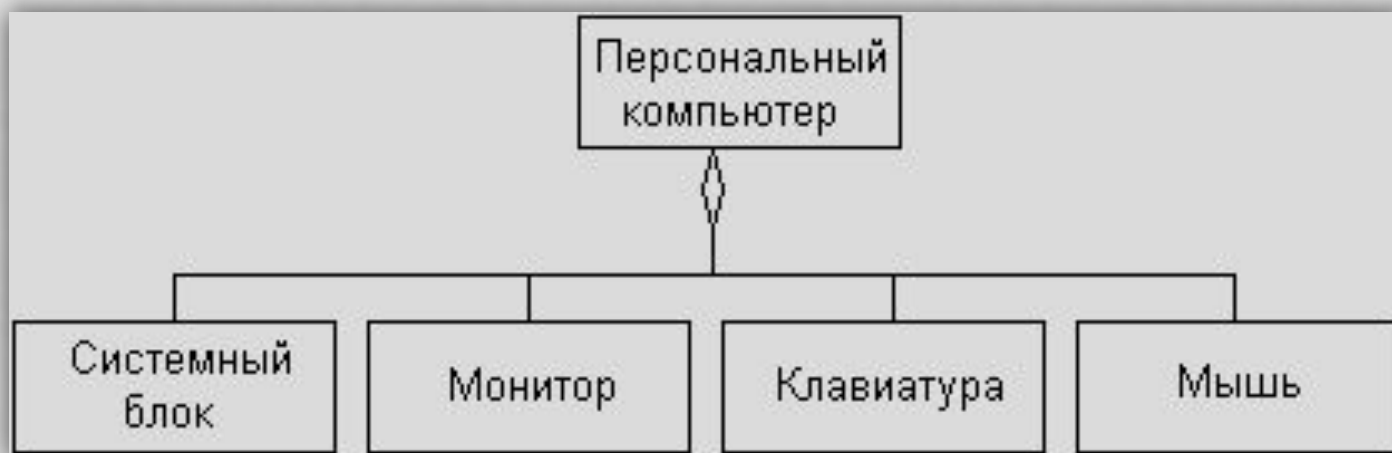 Персональный
компьютер
Системный
блок
Монитор
Клавиатура
Мышь